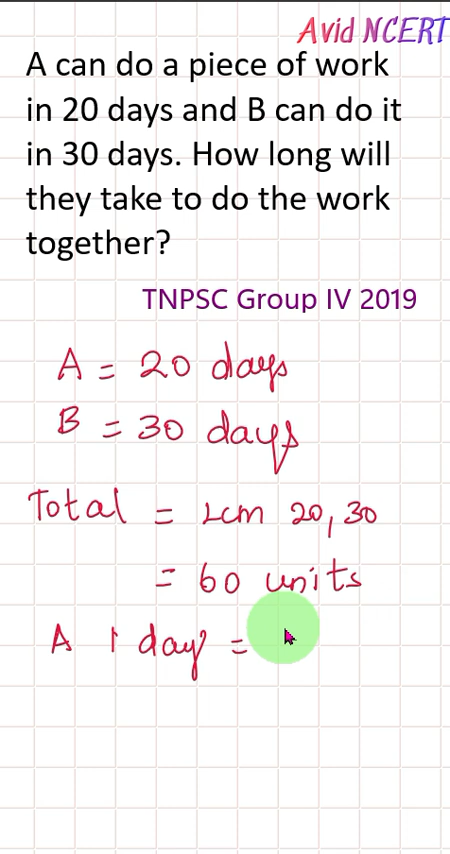 Avid NCERT
A can do a piece of work
in 20 days and B can do it
in 30 days. How long will
they take to do the work
together?
TNPSC Group IV 2019
A = 20 days
B = 30 days
Total = Lcm 20, 30
= 60 units
A 1 day =